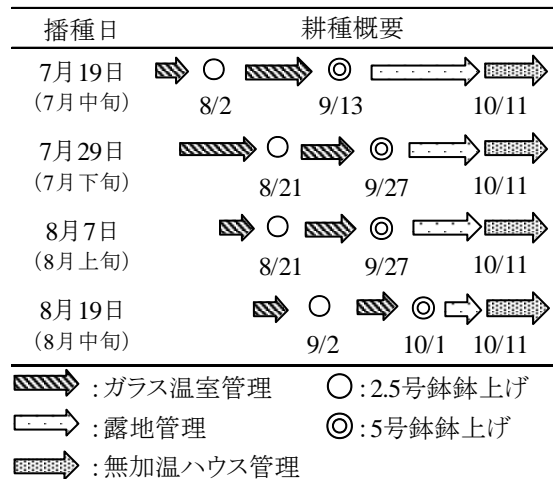 播種日 耕種概要
7月19日
(7月中旬) 8/2 9/13 10/11
7月29日
(7月下旬) 8/21 9/27 10/11
8月7日
(8月上旬) 8/21 9/27 10/11
8月19日
(8月中旬) 9/2 10/1 10/11
:ガラス温室管理 :2.5号鉢鉢上げ
:露地管理 :5号鉢鉢上げ
:無加温ハウス管理